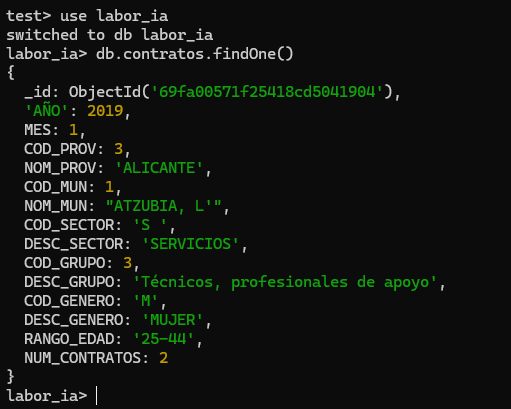 test> use labor_ia
switched to db labor_ia
labor_ia> db.contratos.findOne()
{
  _id: ObjectId('69fa00571f25418cd5041904'),
  'AÑO': 2019,
  MES: 1,
  COD_PROV: 3,
  NOM_PROV: 'ALICANTE',
  COD_MUN: 1,
  NOM_MUN: "ATZUBIA, L'",
  COD_SECTOR: 'S ',
  DESC_SECTOR: 'SERVICIOS',
  COD_GRUPO: 3,
  DESC_GRUPO: 'Técnicos, profesionales de apoyo',
  COD_GENERO: 'M',
  DESC_GENERO: 'MUJER',
  RANGO_EDAD: '25-44',
  NUM_CONTRATOS: 2
}
labor_ia>